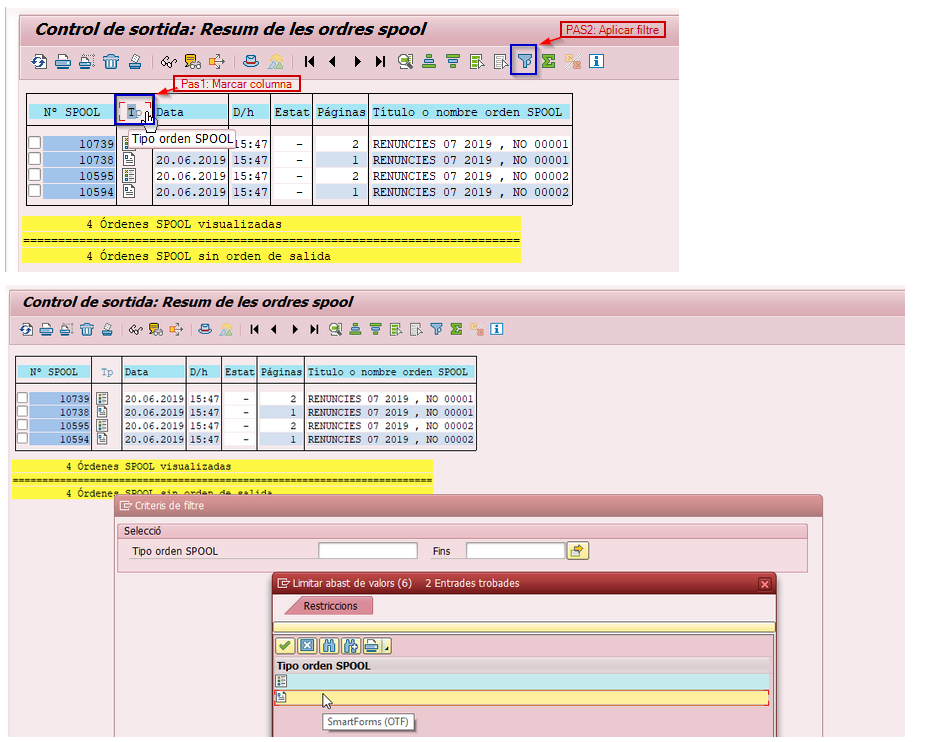 Control de sortida: Resum de les ordres spool
PAS2: Aplicar filtre
Pas1: Marcar columna
Nº SPOOL Tp Data D/h Estat Páginas Título o nombre orden SPOOL
Tipo orden SPOOL
10739 15:47 - 2 RENUNCIES 07 2019 , NO 00001
10738 20.06.2019 15:47 1 RENUNCIES 07 2019 , NO 00001
10595 20.06.2019 15:47 - 2 RENUNCIES 07 2019 , NO 00002
10594 20.06.2019 15:47 - 1 RENUNCIES 07 2019 , NO 00002
4 Órdenes SPOOL visualizadas
4 Órdenes SPOOL sin orden de salida
Control de sortida: Resum de les ordres spool
Nº SPOOL Tp Data D/h Estat Páginas Título o nombre orden SPOOL
10739 20.06.2019 15:47 - 2 RENUNCIES 07 2019 , NO 00001
10738 20.06.2019 15:47 - 1 RENUNCIES 07 2019 , NO 00001
10595 20.06.2019 15:47 - 2 RENUNCIES 07 2019 , NO 00002
10594 20.06.2019 15:47 - 1 RENUNCIES 07 2019 , NO 00002
4 Órdenes SPOOL visualizadas
4 Órdenes SPOOL sin orden de salida
Criteris de filtre
Selecció
Tipo orden SPOOL Fins
Limitar abast de valors (6) 2 Entrades trobades
Restriccions
Tipo orden SPOOL
SmartForms (OTF)